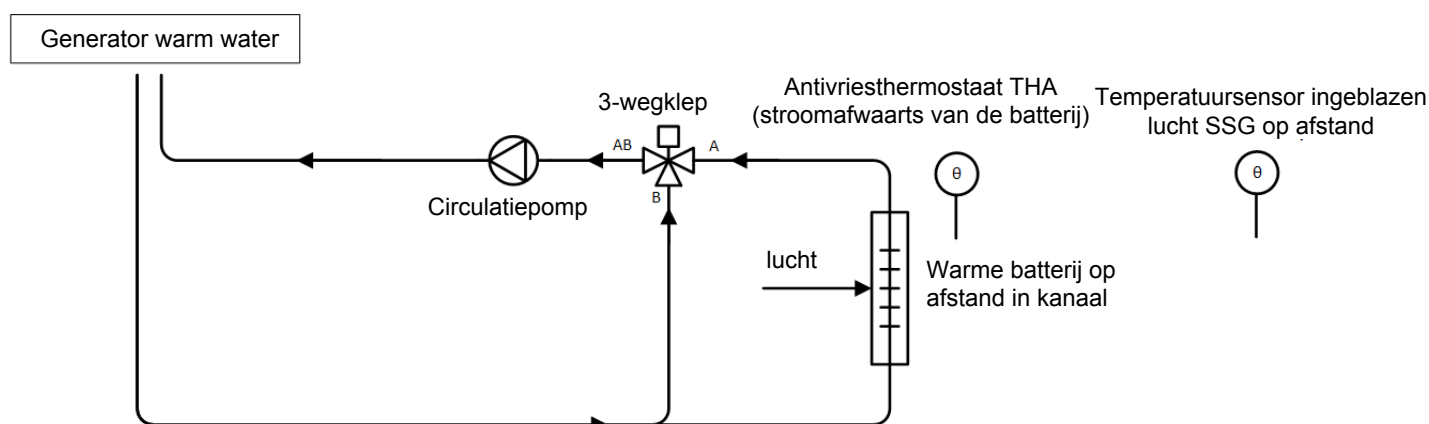 Generator warm water
3-wegklep
AB
A
B
Circulatiepomp
Antivriesthermostaat THA
(stroomafwaarts van de batterij)
θ
Temperatuursensor ingeblazen
lucht SSG op afstand
θ
lucht
Warme batterij op
afstand in kanaal